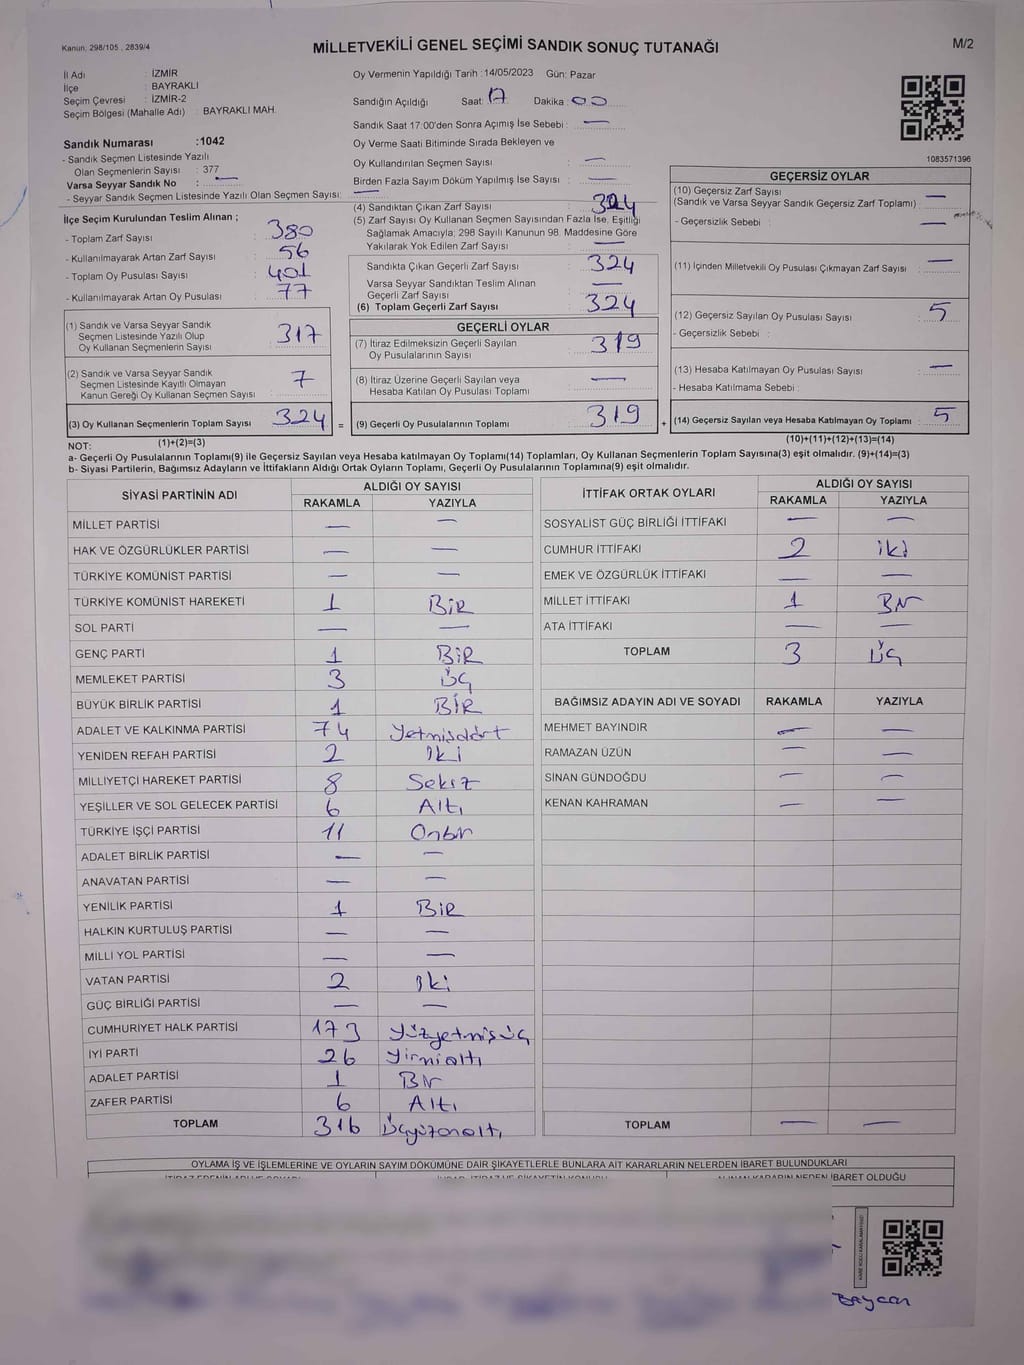 Kanun, 298/105 , 2839/4
MİLLETVEKİLİ GENEL SEÇİMİ SANDIK SONUÇ TUTANAĞI
M/2
İl Adı : İZMİR
İlçe : BAYRAKLI
Seçim Çevresi : İZMİR-2
Seçim Bölgesi (Mahalle Adı) : BAYRAKLI MAH.
Oy Vermenin Yapıldığı Tarih :14/05/2023 Gün: Pazar
Sandığın Açıldığı Saat: 17 Dakika : 00
Sandık Saat 17:00'den Sonra Açımış İse Sebebi : —
Sandık Numarası :1042
- Sandık Seçmen Listesinde Yazılı
Olan Seçmenlerin Sayısı : 377
Varsa Seyyar Sandık No : —
- Seyyar Sandık Seçmen Listesinde Yazılı Olan Seçmen Sayısı: —
Oy Verme Saati Bitiminde Sırada Bekleyen ve
Oy Kullandırılan Seçmen Sayısı : —
Birden Fazla Sayım Döküm Yapılmış İse Sayısı : —
1083571396
İlçe Seçim Kurulundan Teslim Alınan ;
- Toplam Zarf Sayısı : 380
- Kullanılmayarak Artan Zarf Sayısı : 56
- Toplam Oy Pusulası Sayısı : 401
- Kullanılmayarak Artan Oy Pusulası : 77
(4) Sandıktan Çıkan Zarf Sayısı : 324
(5) Zarf Sayısı Oy Kullanan Seçmen Sayısından Fazla İse, Eşitliği
Sağlamak Amacıyla; 298 Sayılı Kanunun 98. Maddesine Göre
Yakılarak Yok Edilen Zarf Sayısı : —
Sandıkta Çıkan Geçerli Zarf Sayısı : 324
Varsa Seyyar Sandıktan Teslim Alınan
Geçerli Zarf Sayısı : —
(6) Toplam Geçerli Zarf Sayısı : 324
GEÇERSİZ OYLAR
(10) Geçersiz Zarf Sayısı
(Sandık ve Varsa Seyyar Sandık Geçersiz Zarf Toplamı) : —
- Geçersizlik Sebebi :
(11) İçinden Milletvekili Oy Pusulası Çıkmayan Zarf Sayısı : —
(12) Geçersiz Sayılan Oy Pusulası Sayısı : 5
- Geçersizlik Sebebi :
(13) Hesaba Katılmayan Oy Pusulası Sayısı : —
- Hesaba Katılmama Sebebi :
(14) Geçersiz Sayılan veya Hesaba Katılmayan Oy Toplamı : 5
(1) Sandık ve Varsa Seyyar Sandık
Seçmen Listesinde Yazılı Olup
Oy Kullanan Seçmenlerin Sayısı : 317
(2) Sandık ve Varsa Seyyar Sandık
Seçmen Listesinde Kayıtlı Olmayan
Kanun Gereği Oy Kullanan Seçmen Sayısı : 7
(3) Oy Kullanan Seçmenlerin Toplam Sayısı : 324
GEÇERLİ OYLAR
(7) İtiraz Edilmeksizin Geçerli Sayılan
Oy Pusulalarının Sayısı : 319
(8) İtiraz Üzerine Geçerli Sayılan veya
Hesaba Katılan Oy Pusulası Toplamı : —
= (9) Geçerli Oy Pusulalarının Toplamı : 319 +
NOT: (1)+(2)=(3)
(10)+(11)+(12)+(13)=(14)
a- Geçerli Oy Pusulalarının Toplamı(9) ile Geçersiz Sayılan veya Hesaba katılmayan Oy Toplamı(14) Toplamları, Oy Kullanan Seçmenlerin Toplam Sayısına(3) eşit olmalıdır. (9)+(14)=(3)
b- Siyasi Partilerin, Bağımsız Adayların ve İttifakların Aldığı Ortak Oyların Toplamı, Geçerli Oy Pusulalarının Toplamına(9) eşit olmalıdır.
SİYASİ PARTİNİN ADI ALDIĞI OY SAYISI
RAKAMLA YAZIYLA
MİLLET PARTİSİ — —
HAK VE ÖZGÜRLÜKLER PARTİSİ — —
TÜRKİYE KOMÜNİST PARTİSİ — —
TÜRKİYE KOMÜNİST HAREKETİ 1 BİR
SOL PARTİ — —
GENÇ PARTİ 1 BİR
MEMLEKET PARTİSİ 3 ÜÇ
BÜYÜK BİRLİK PARTİSİ 1 BİR
ADALET VE KALKINMA PARTİSİ 74 Yetmişdört
YENİDEN REFAH PARTİSİ 2 İki
MİLLİYETÇİ HAREKET PARTİSİ 8 Sekiz
YEŞİLLER VE SOL GELECEK PARTİSİ 6 Altı
TÜRKİYE İŞÇİ PARTİSİ 11 Onbir
ADALET BİRLİK PARTİSİ — —
ANAVATAN PARTİSİ — —
YENİLİK PARTİSİ 1 BİR
HALKIN KURTULUŞ PARTİSİ — —
MİLLİ YOL PARTİSİ — —
VATAN PARTİSİ 2 İki
GÜÇ BİRLİĞİ PARTİSİ — —
CUMHURİYET HALK PARTİSİ 173 Yüzyetmişüç
İYİ PARTİ 26 Yirmialtı
ADALET PARTİSİ 1 Bir
ZAFER PARTİSİ 6 Altı
TOPLAM 316 Üçyüzonaltı
İTTİFAK ORTAK OYLARI ALDIĞI OY SAYISI
RAKAMLA YAZIYLA
SOSYALİST GÜÇ BİRLİĞİ İTTİFAKI — —
CUMHUR İTTİFAKI 2 iki
EMEK VE ÖZGÜRLÜK İTTİFAKI — —
MİLLET İTTİFAKI 1 Bir
ATA İTTİFAKI — —
TOPLAM 3 Üç
BAĞIMSIZ ADAYIN ADI VE SOYADI RAKAMLA YAZIYLA
MEHMET BAYINDIR — —
RAMAZAN ÜZÜN — —
SİNAN GÜNDOĞDU — —
KENAN KAHRAMAN — —
TOPLAM — —
OYLAMA İŞ VE İŞLEMLERİNE VE OYLARIN SAYIM DÖKÜMÜNE DAİR ŞİKAYETLERLE BUNLARA AİT KARARLARIN NELERDEN İBARET BULUNDUKLARI
İBARET OLDUĞU
Baycan